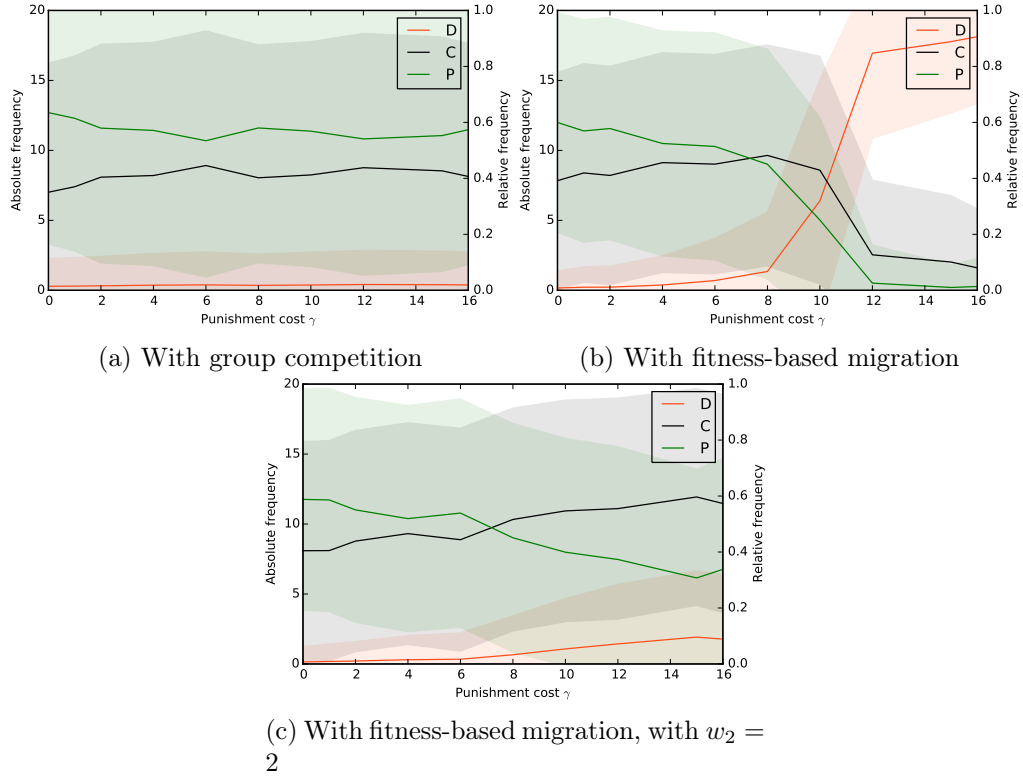 20
15
10
5
0
Absolute frequency
1.0
0.8
0.6
0.4
0.2
0.0
Relative frequency
D
C
P
0 2 4 6 8 10 12 14 16
Punishment cost γ
(a) With group competition
20
15
10
5
0
Absolute frequency
1.0
0.8
0.6
0.4
0.2
0.0
Relative frequency
D
C
P
0 2 4 6 8 10 12 14 16
Punishment cost γ
(b) With fitness-based migration
20
15
10
5
0
Absolute frequency
1.0
0.8
0.6
0.4
0.2
0.0
Relative frequency
D
C
P
0 2 4 6 8 10 12 14 16
Punishment cost γ
(c) With fitness-based migration, with w₂ =
2